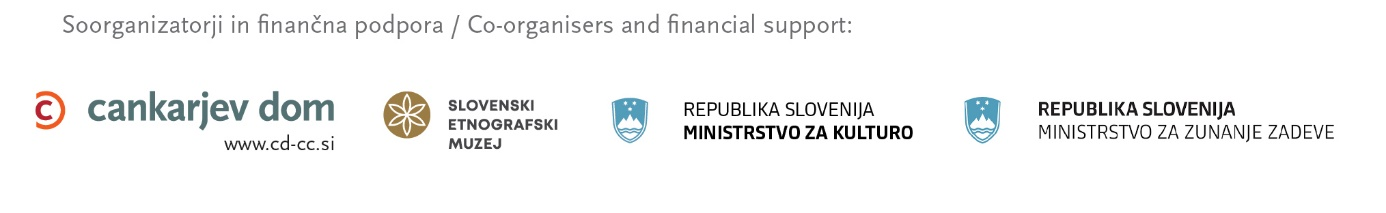 Soorganizatorji in finančna podpora / Co-organisers and financial support:
cankarjev dom
www.cd-cc.si
SLOVENSKI
ETNOGRAFSKI
MUZEJ
REPUBLIKA SLOVENIJA
MINISTRSTVO ZA KULTURO
REPUBLIKA SLOVENIJA
MINISTRSTVO ZA ZUNANJE ZADEVE